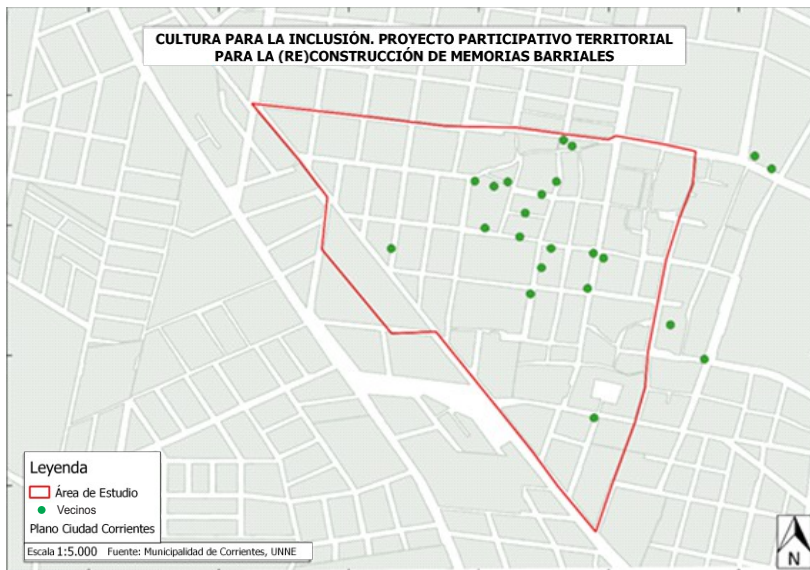 CULTURA PARA LA INCLUSIÓN. PROYECTO PARTICIPATIVO TERRITORIAL
PARA LA (RE)CONSTRUCCIÓN DE MEMORIAS BARRIALES
Leyenda
Área de Estudio
Vecinos
Plano Ciudad Corrientes
Escala 1:5.000 Fuente: Municipalidad de Corrientes, UNNE
N